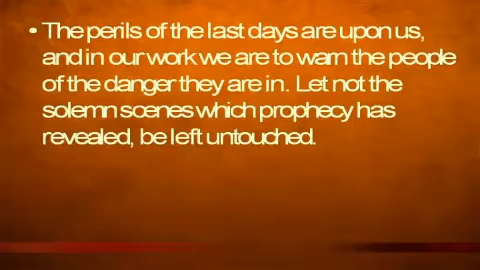 • The perils of the last days are upon us,
and in our work we are to warn the people
of the danger they are in. Let not the
solemn scenes which prophecy has
revealed, be left untouched.